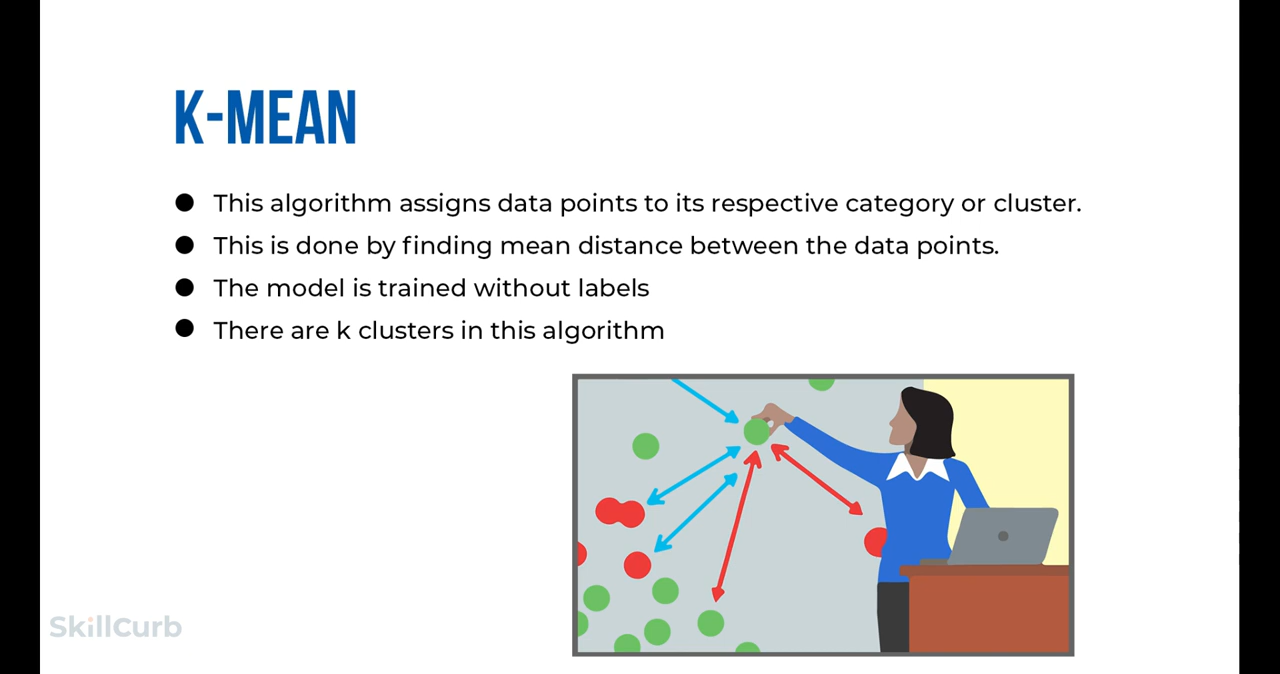 K-MEAN
● This algorithm assigns data points to its respective category or cluster.
● This is done by finding mean distance between the data points.
● The model is trained without labels
● There are k clusters in this algorithm
SkillCurb